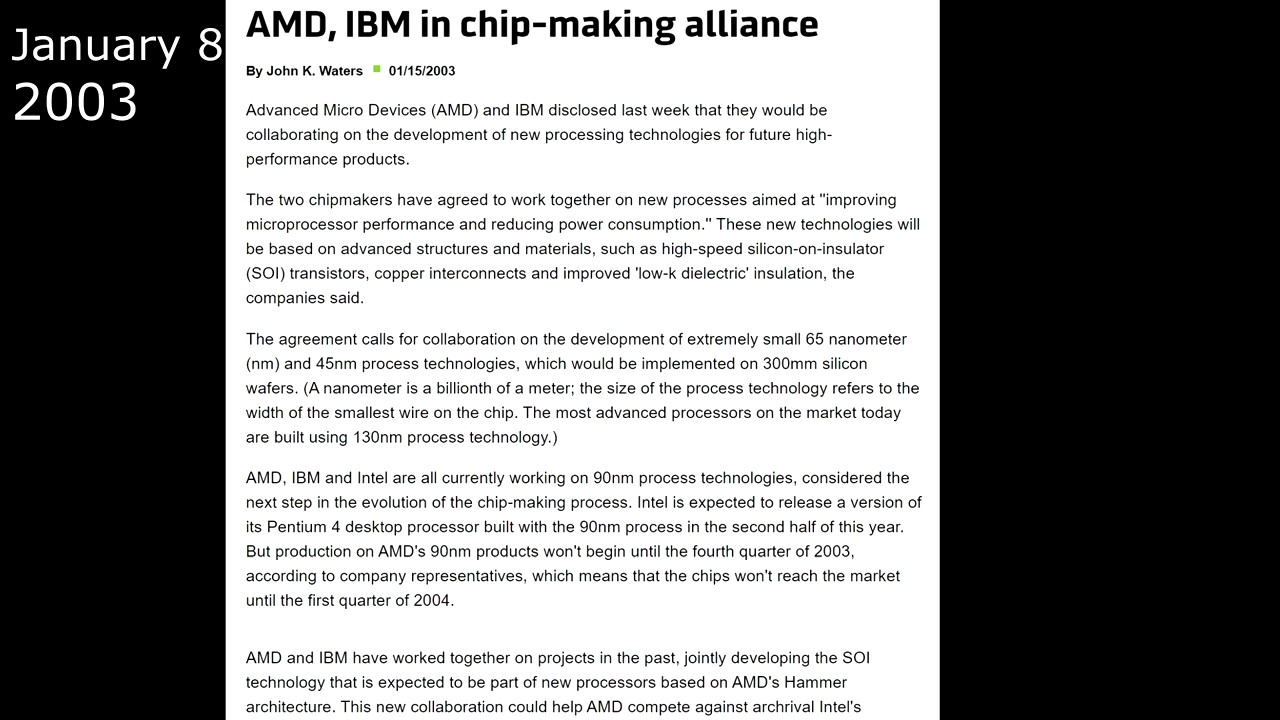 January 8
2003
AMD, IBM in chip-making alliance
By John K. Waters 01/15/2003
Advanced Micro Devices (AMD) and IBM disclosed last week that they would be
collaborating on the development of new processing technologies for future high-
performance products.
The two chipmakers have agreed to work together on new processes aimed at "improving
microprocessor performance and reducing power consumption." These new technologies will
be based on advanced structures and materials, such as high-speed silicon-on-insulator
(SOI) transistors, copper interconnects and improved 'low-k dielectric' insulation, the
companies said.
The agreement calls for collaboration on the development of extremely small 65 nanometer
(nm) and 45nm process technologies, which would be implemented on 300mm silicon
wafers. (A nanometer is a billionth of a meter; the size of the process technology refers to the
width of the smallest wire on the chip. The most advanced processors on the market today
are built using 130nm process technology.)
AMD, IBM and Intel are all currently working on 90nm process technologies, considered the
next step in the evolution of the chip-making process. Intel is expected to release a version of
its Pentium 4 desktop processor built with the 90nm process in the second half of this year.
But production on AMD's 90nm products won't begin until the fourth quarter of 2003,
according to company representatives, which means that the chips won't reach the market
until the first quarter of 2004.
AMD and IBM have worked together on projects in the past, jointly developing the SOI
technology that is expected to be part of new processors based on AMD's Hammer
architecture. This new collaboration could help AMD compete against archrival Intel's